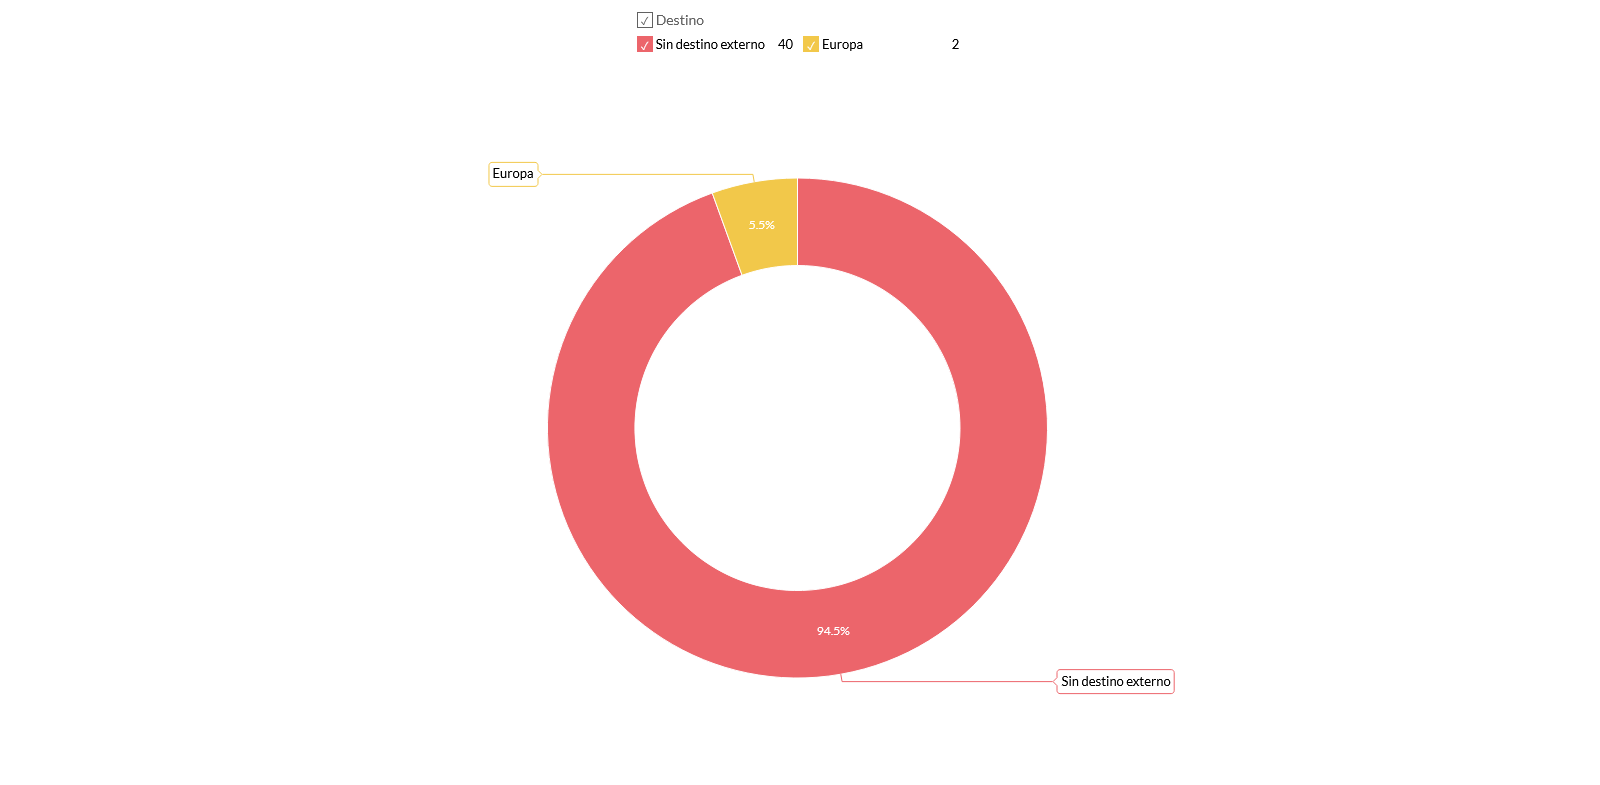 Destino
Sin destino externo 40 Europa 2
Europa
5.5%
94.5%
Sin destino externo